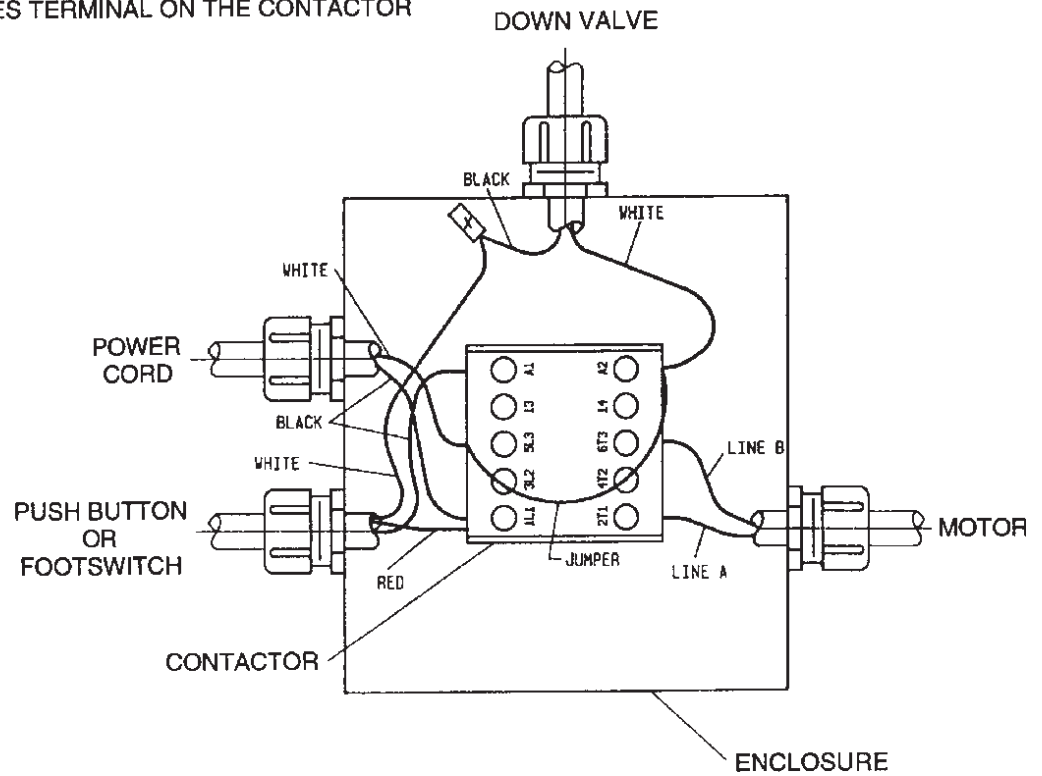 ES TERMINAL ON THE CONTACTOR
DOWN VALVE
BLACK
WHITE
WHITE
POWER
CORD
A1
A2
13
14
BLACK
5L3
6T3
LINE B
WHITE
3L2
4T2
PUSH BUTTON
OR
FOOTSWITCH
1L1
2T1
MOTOR
JUMPER
RED
LINE A
CONTACTOR
ENCLOSURE